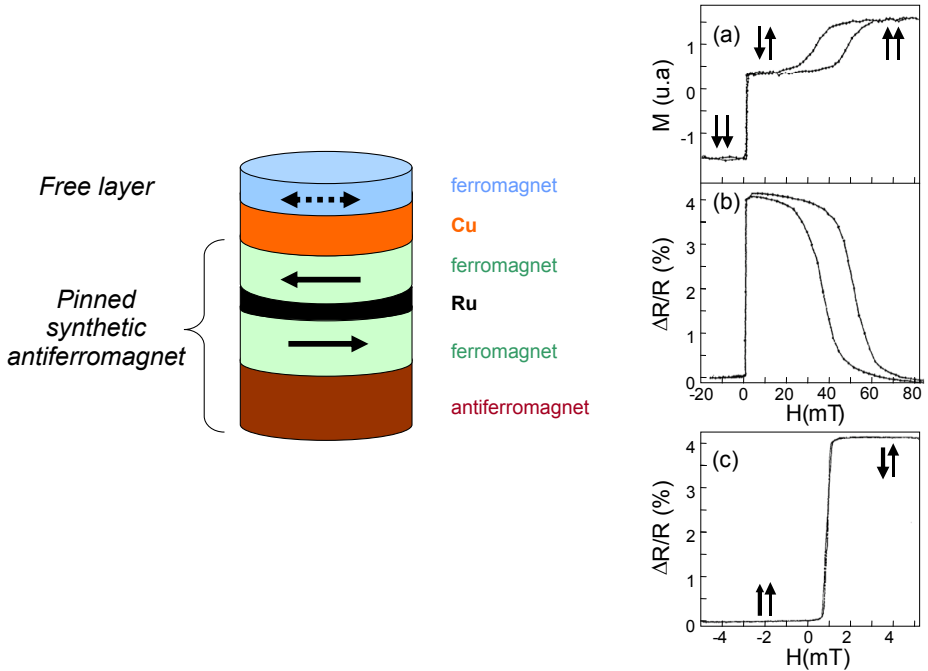 Free layer
Pinned
synthetic
antiferromagnet
ferromagnet
Cu
ferromagnet
Ru
ferromagnet
antiferromagnet
(a)
M (u.a)
1
0
-1
(b)
ΔR/R (%)
4
3
2
1
0
-20 0 20 40 60 80
H(mT)
(c)
ΔR/R (%)
4
3
2
1
0
-4 -2 0 2 4
H(mT)